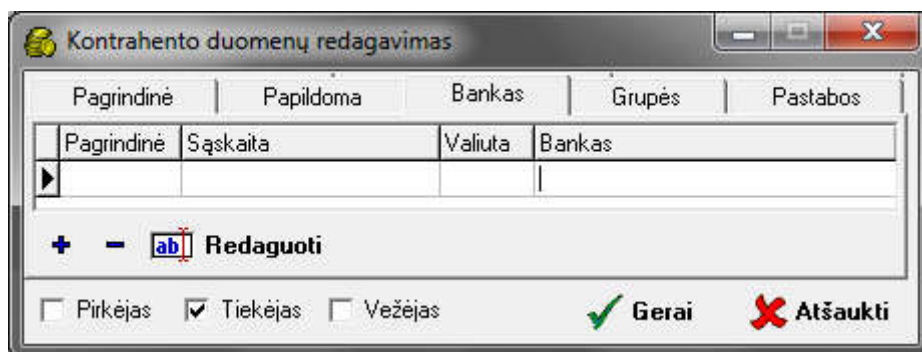 Kontrahento duomenų redagavimas
Pagrindinė Papildoma Bankas Grupės Pastabos
Pagrindinė Sąskaita Valiuta Bankas
+ - ab Redaguoti
Pirkėjas Tiekėjas Vežėjas Gerai Atšaukti